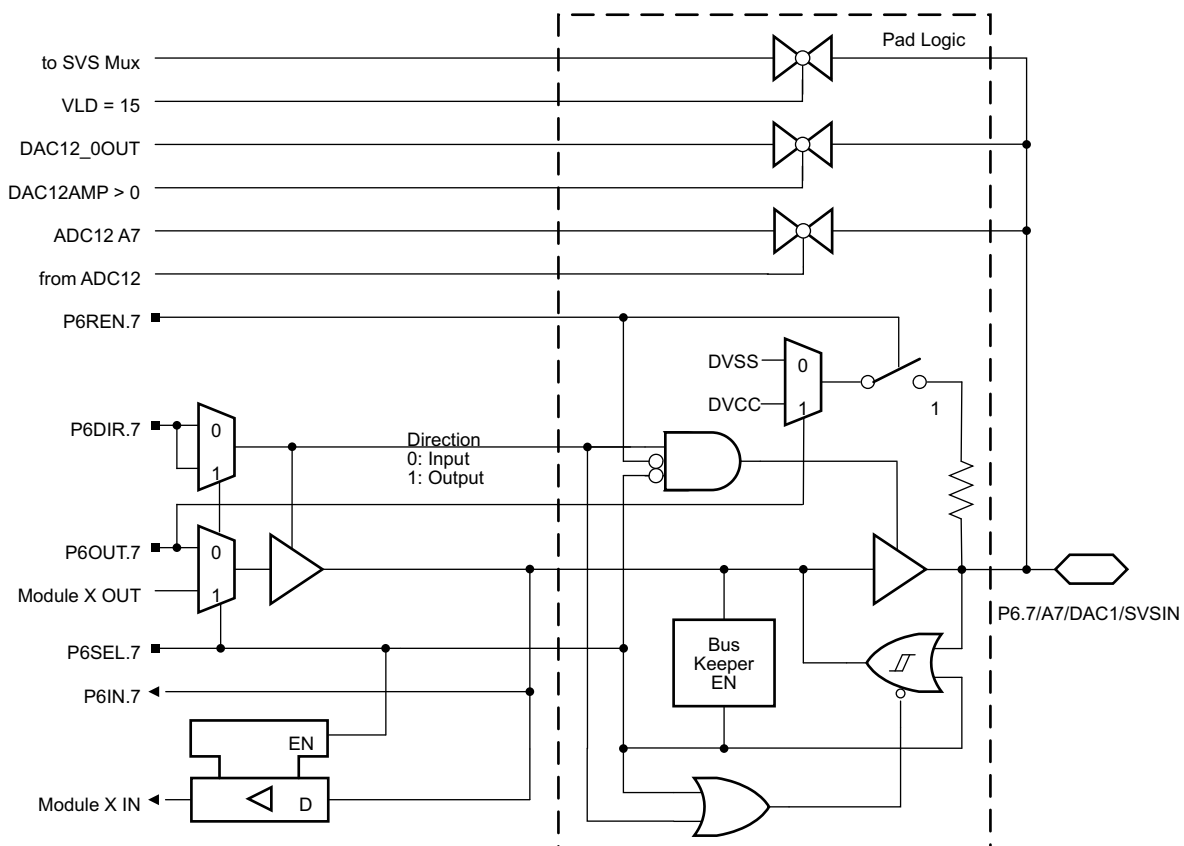 Pad Logic
to SVS Mux
VLD = 15
DAC12_0OUT
DAC12AMP > 0
ADC12 A7
from ADC12
P6REN.7
DVSS
0
DVCC
1
1
P6DIR.7
0
1
Direction
0: Input
1: Output
P6OUT.7
0
Module X OUT
1
P6.7/A7/DAC1/SVSIN
P6SEL.7
Bus
Keeper
EN
P6IN.7
EN
Module X IN
D